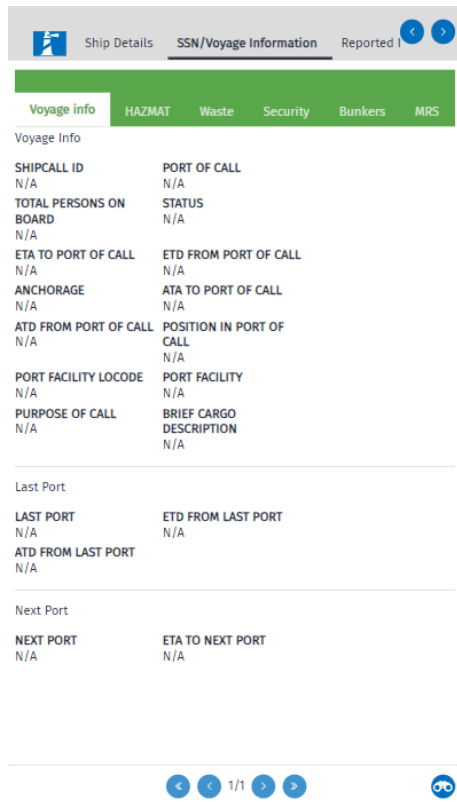 Ship Details SSN/Voyage Information Reported
Voyage info HAZMAT Waste Security Bunkers MRS
Voyage Info
SHIPCALL ID PORT OF CALL
N/A N/A
TOTAL PERSONS ON STATUS
BOARD N/A
N/A
ETA TO PORT OF CALL ETD FROM PORT OF CALL
N/A N/A
ANCHORAGE ATA TO PORT OF CALL
N/A N/A
ATD FROM PORT OF CALL POSITION IN PORT OF
N/A CALL
N/A
PORT FACILITY LOCODE PORT FACILITY
N/A N/A
PURPOSE OF CALL BRIEF CARGO
N/A DESCRIPTION
N/A
Last Port
LAST PORT ETD FROM LAST PORT
N/A N/A
ATD FROM LAST PORT
N/A
Next Port
NEXT PORT ETA TO NEXT PORT
N/A N/A
1/1